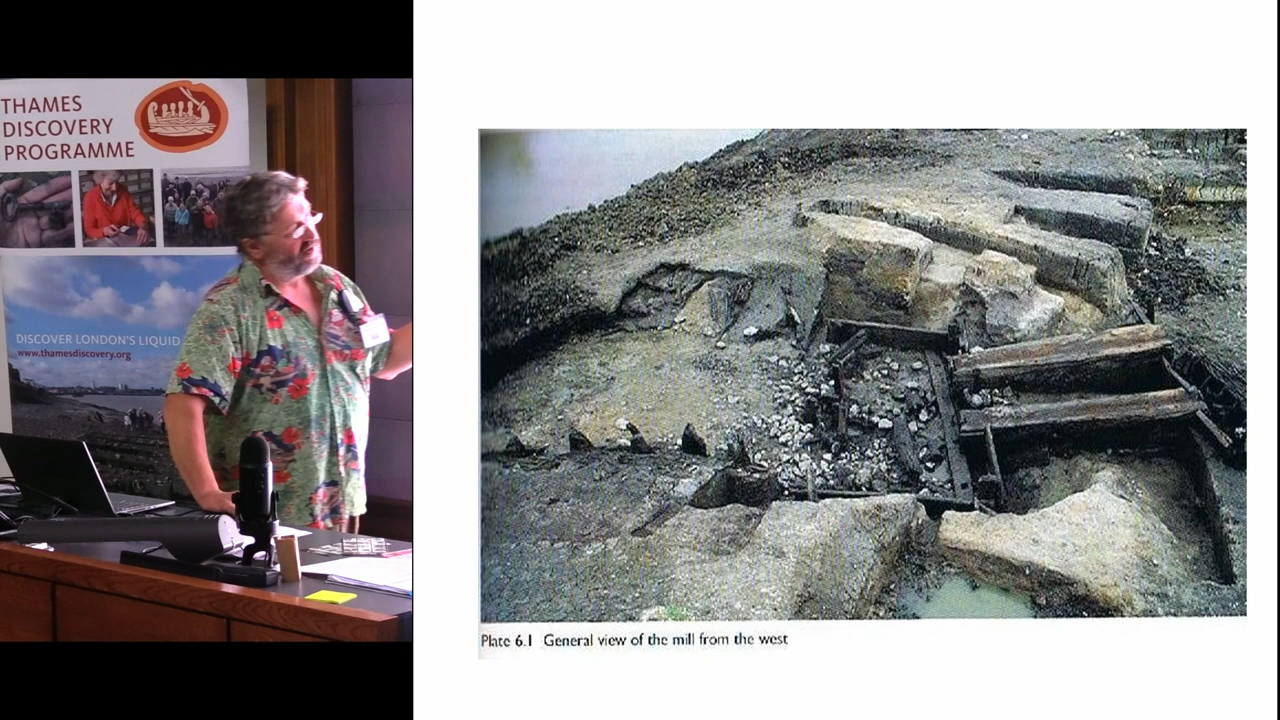 THAMES
DISCOVERY
PROGRAMME
DISCOVER LONDON'S LIQUID
www.thamesdiscovery.org
Plate 6.1 General view of the mill from the west